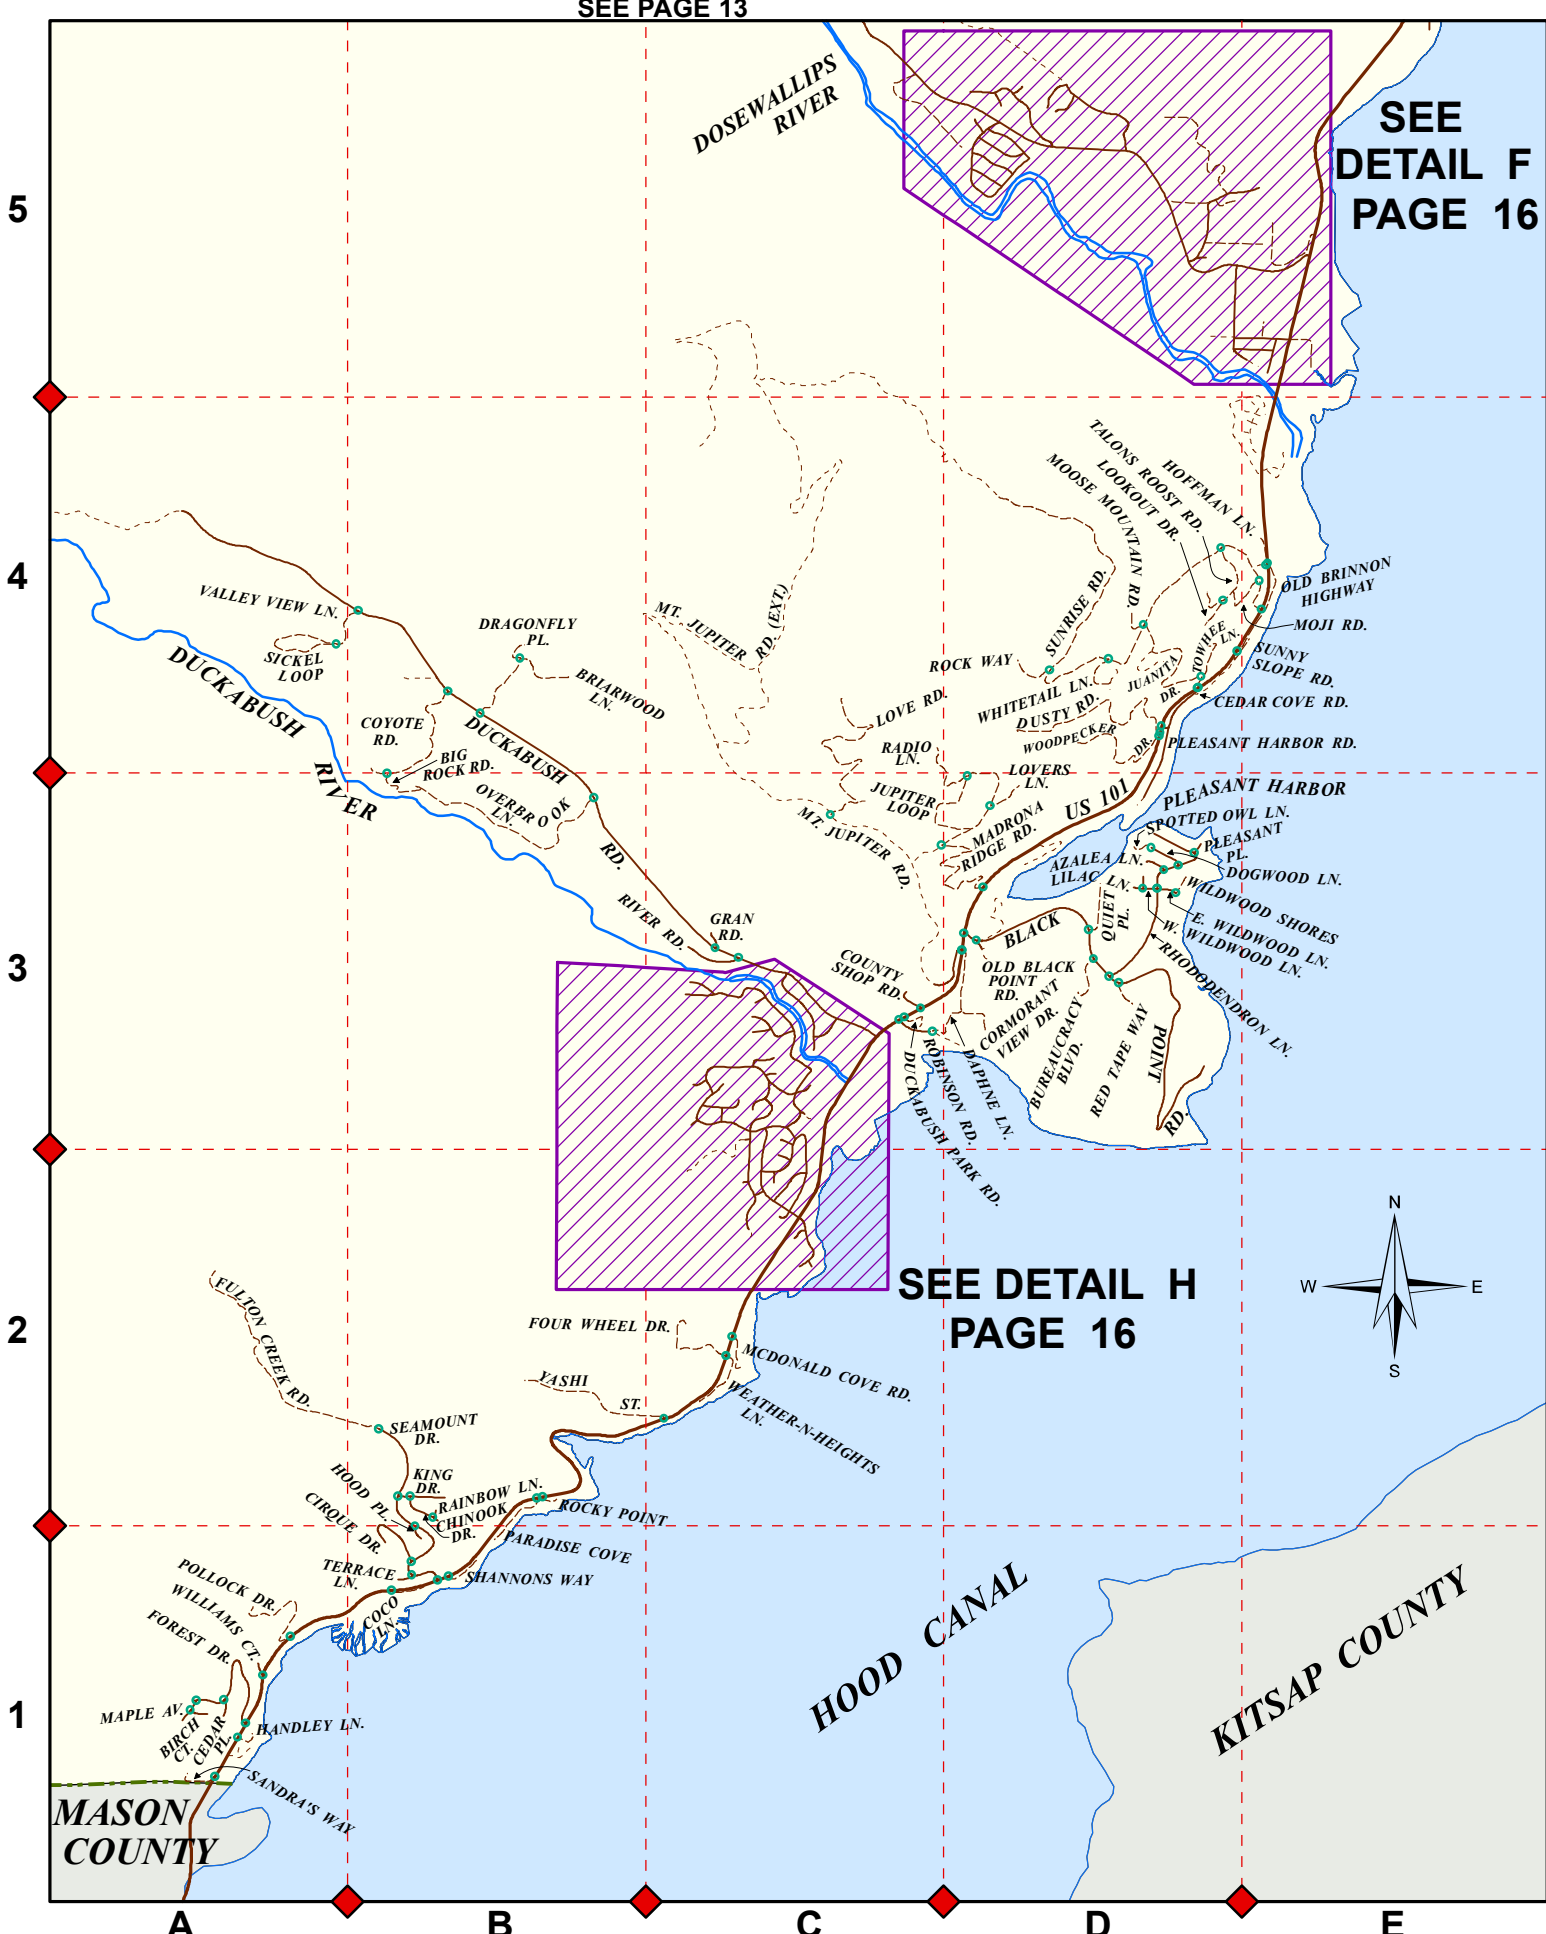 SEE PAGE 13
DOSEWALLIPS
RIVER
SEE
DETAIL F
PAGE 16
5
TALONS ROOST RD.
HOFFMAN LN.
LOOKOUT DR.
MOOSE MOUNTAIN RD.
4
VALLEY VIEW LN.
SICKEL
LOOP
DRAGONFLY
PL.
BRIARWOOD
LN.
MT. JUPITER
RD. (EXT.)
SUNRISE RD.
OLD BRINNON
HIGHWAY
MOJI RD.
TOWHEE
LN.
SUNNY
SLOPE RD.
ROCK WAY
WHITETAIL LN.
JUANITA
DR.
CEDAR COVE RD.
DUSTY RD.
WOODPECKER
DR.
PLEASANT HARBOR RD.
LOVE RD.
RADIO
LN.
LOVERS
LN.
JUPITER
LOOP
DUCKABUSH
RIVER
COYOTE
RD.
BIG
ROCK RD.
DUCKABUSH
RD.
OVERBROOK
LN.
MT. JUPITER RD.
MADRONA
RIDGE RD.
US 101
PLEASANT HARBOR
SPOTTED OWL LN.
PLEASANT
PL.
AZALEA LN.
DOGWOOD LN.
LILAC LN.
WILDWOOD SHORES
E. WILDWOOD LN.
W. WILDWOOD LN.
QUIET
PL.
RHODODENDRON LN.
RIVER RD.
GRAN
RD.
3
COUNTY
SHOP RD.
BLACK
POINT
RD.
OLD BLACK
POINT
RD.
CORMORANT
VIEW DR.
BUREAUCRACY
BLVD.
RED TAPE WAY
DAPHNE LN.
ROBINSON RD.
DUCKABUSH PARK RD.
N
W
E
S
SEE DETAIL H
PAGE 16
2
FULTON CREEK RD.
FOUR WHEEL DR.
MCDONALD COVE RD.
YASHI
ST.
WEATHER-N-HEIGHTS
LN.
SEAMOUNT
DR.
KING
DR.
HOOD PL.
RAINBOW LN.
CHINOOK
DR.
ROCKY POINT
CIRQUE DR.
PARADISE COVE
TERRACE
LN.
SHANNONS WAY
COCO
LN.
POLLOCK DR.
WILLIAMS CT.
FOREST DR.
1
MAPLE AV.
BIRCH
CT.
CEDAR
PL.
HANDLEY LN.
SANDRA'S WAY
MASON
COUNTY
HOOD CANAL
KITSAP COUNTY
A
B
C
D
E